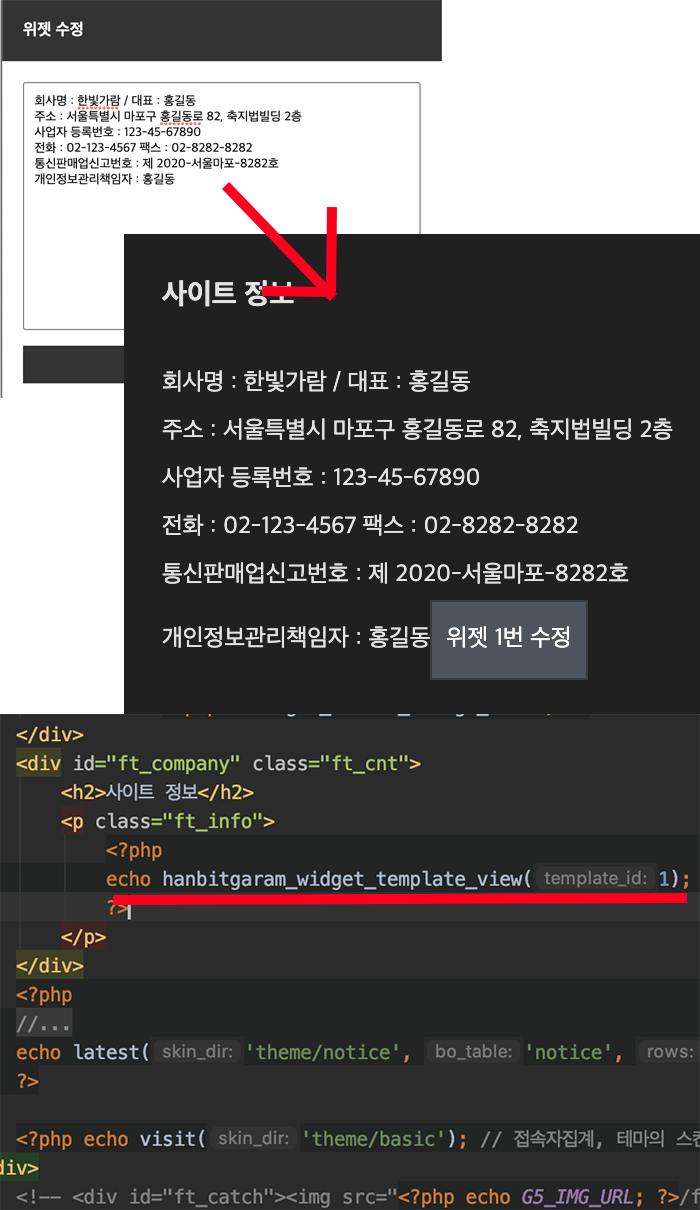 위젯 수정
회사명 : 한빛가람 / 대표 : 홍길동
주소 : 서울특별시 마포구 홍길동로 82, 축지법빌딩 2층
사업자 등록번호 : 123-45-67890
전화 : 02-123-4567 팩스 : 02-8282-8282
통신판매업신고번호 : 제 2020-서울마포-8282호
개인정보관리책임자 : 홍길동
사이트 정보
회사명 : 한빛가람 / 대표 : 홍길동
주소 : 서울특별시 마포구 홍길동로 82, 축지법빌딩 2층
사업자 등록번호 : 123-45-67890
전화 : 02-123-4567 팩스 : 02-8282-8282
통신판매업신고번호 : 제 2020-서울마포-8282호
개인정보관리책임자 : 홍길동 위젯 1번 수정
</div>
<div id="ft_company" class="ft_cnt">
<h2>사이트 정보</h2>
<p class="ft_info">
<?php
echo hanbitgaram_widget_template_view( template_id: 1);
?>
</p>
</div>
<?php
//...
echo latest( skin_dir: 'theme/notice', bo_table: 'notice', rows:
?>
<?php echo visit( skin_dir: 'theme/basic'); // 접속자집계, 테마의 스킨
div>
<!-- <div id="ft_catch"><img src="<?php echo G5_IMG_URL; ?>/f